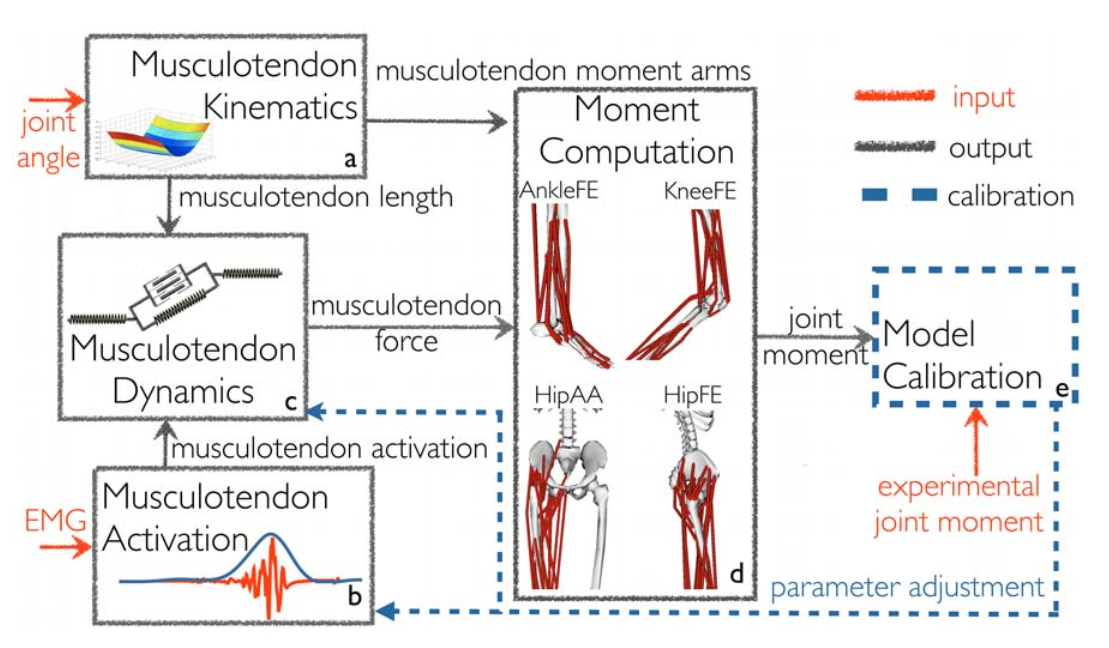 Musculotendon
Kinematics
a
joint
angle
musculotendon moment arms
musculotendon length
Moment
Computation
AnkleFE
KneeFE
HipAA
HipFE
d
input
output
calibration
Musculotendon
Dynamics
c
musculotendon
force
joint
moment
Model
Calibration
e
musculotendon activation
EMG
Musculotendon
Activation
b
experimental
joint moment
parameter adjustment